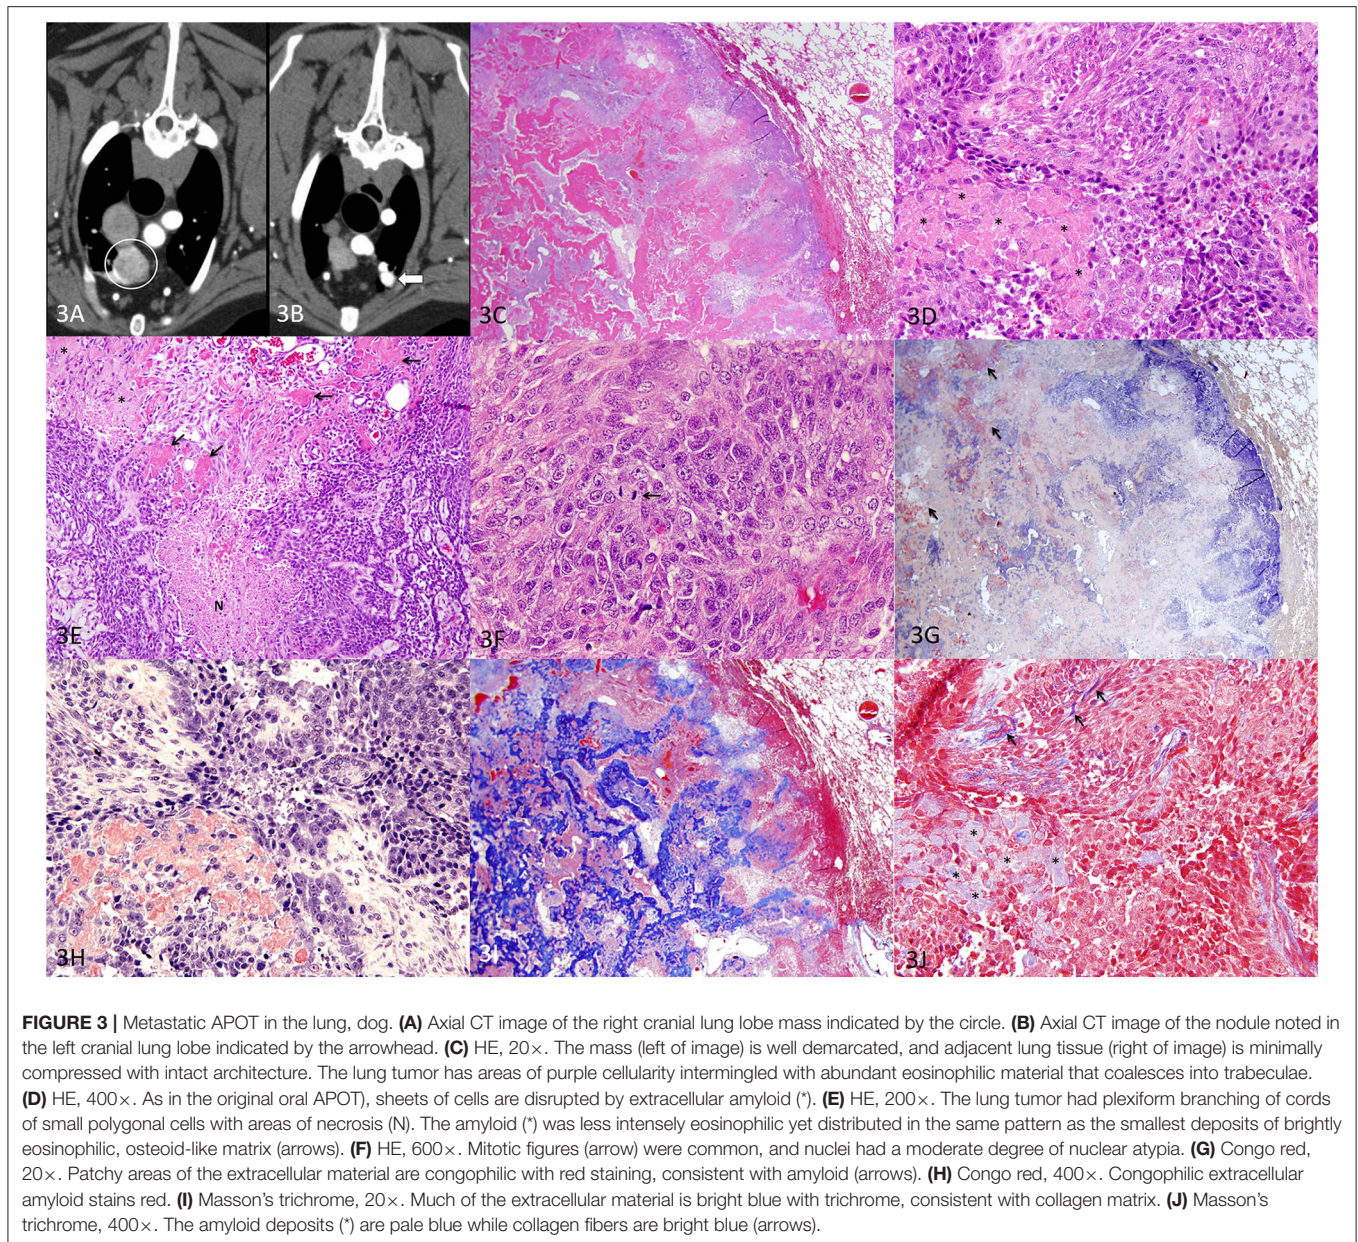 3A
3B
3C
3D
*
*
*
*
*
*
*
3E
N
3F
3G
3H
3J
*
*
*
*
*
FIGURE 3 | Metastatic APOT in the lung, dog. (A) Axial CT image of the right cranial lung lobe mass indicated by the circle. (B) Axial CT image of the nodule noted in
the left cranial lung lobe indicated by the arrowhead. (C) HE, 20×. The mass (left of image) is well demarcated, and adjacent lung tissue (right of image) is minimally
compressed with intact architecture. The lung tumor has areas of purple cellularity intermingled with abundant eosinophilic material that coalesces into trabeculae.
(D) HE, 400×. As in the original oral APOT), sheets of cells are disrupted by extracellular amyloid (*). (E) HE, 200×. The lung tumor had plexiform branching of cords
of small polygonal cells with areas of necrosis (N). The amyloid (*) was less intensely eosinophilic yet distributed in the same pattern as the smallest deposits of brightly
eosinophilic, osteoid-like matrix (arrows). (F) HE, 600×. Mitotic figures (arrow) were common, and nuclei had a moderate degree of nuclear atypia. (G) Congo red,
20×. Patchy areas of the extracellular material are congophilic with red staining, consistent with amyloid (arrows). (H) Congo red, 400×. Congophilic extracellular
amyloid stains red. (I) Masson's trichrome, 20×. Much of the extracellular material is bright blue with trichrome, consistent with collagen matrix. (J) Masson's
trichrome, 400×. The amyloid deposits (*) are pale blue while collagen fibers are bright blue (arrows).